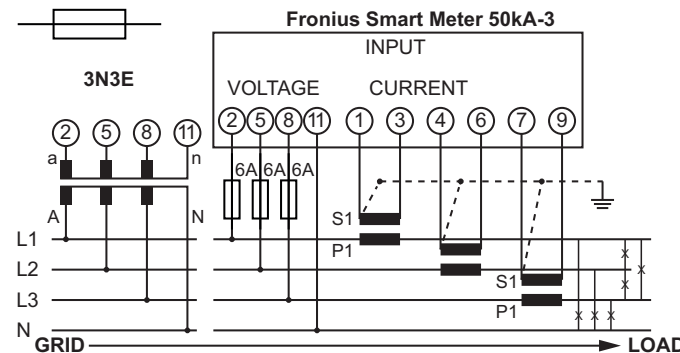 Fronius Smart Meter 50kA-3
INPUT
3N3E
VOLTAGE CURRENT
2 5 8 11 2 5 8 11 1 3 4 6 7 9
a n
6A 6A 6A
A N S1
L1 P1
L2 S1
L3 P1
N
GRID LOAD
x x x x x x